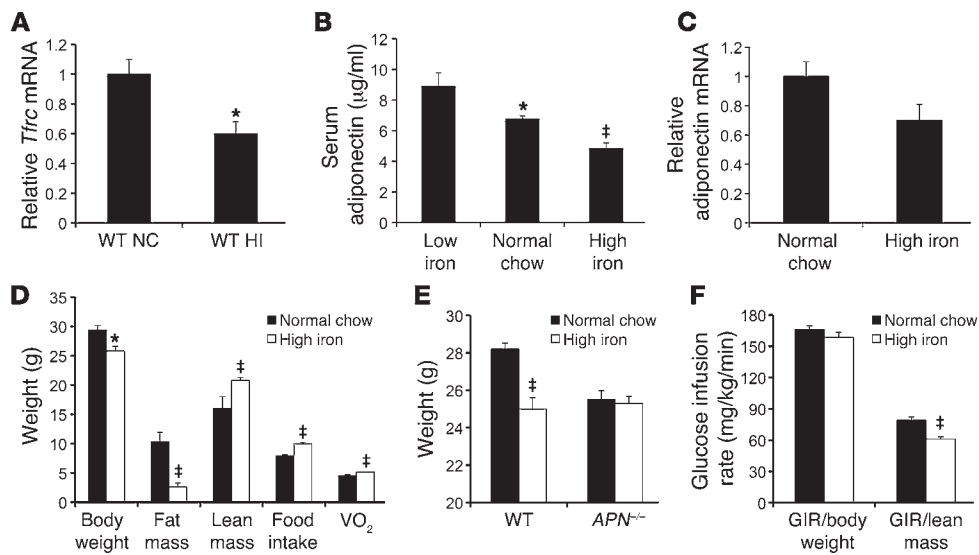 A
Relative Tfrc mRNA
1.2
1
0.8
0.6
0.4
0.2
0
*
WT NC
WT HI
B
Serum
adiponectin (μg/ml)
12
10
8
6
4
2
0
*
‡
Low
iron
Normal
chow
High
iron
C
Relative
adiponectin mRNA
1.2
1
0.8
0.6
0.4
0.2
0
Normal
chow
High iron
D
Weight (g)
35
30
25
20
15
10
5
0
Normal chow
High iron
*
‡
‡
‡
‡
Body
weight
Fat
mass
Lean
mass
Food
intake
VO₂
E
Weight (g)
30
28
26
24
22
20
Normal chow
High iron
‡
WT
APN–/–
F
Glucose infusion
rate (mg/kg/min)
180
150
120
90
60
30
0
Normal chow
High iron
‡
GIR/body
weight
GIR/lean
mass